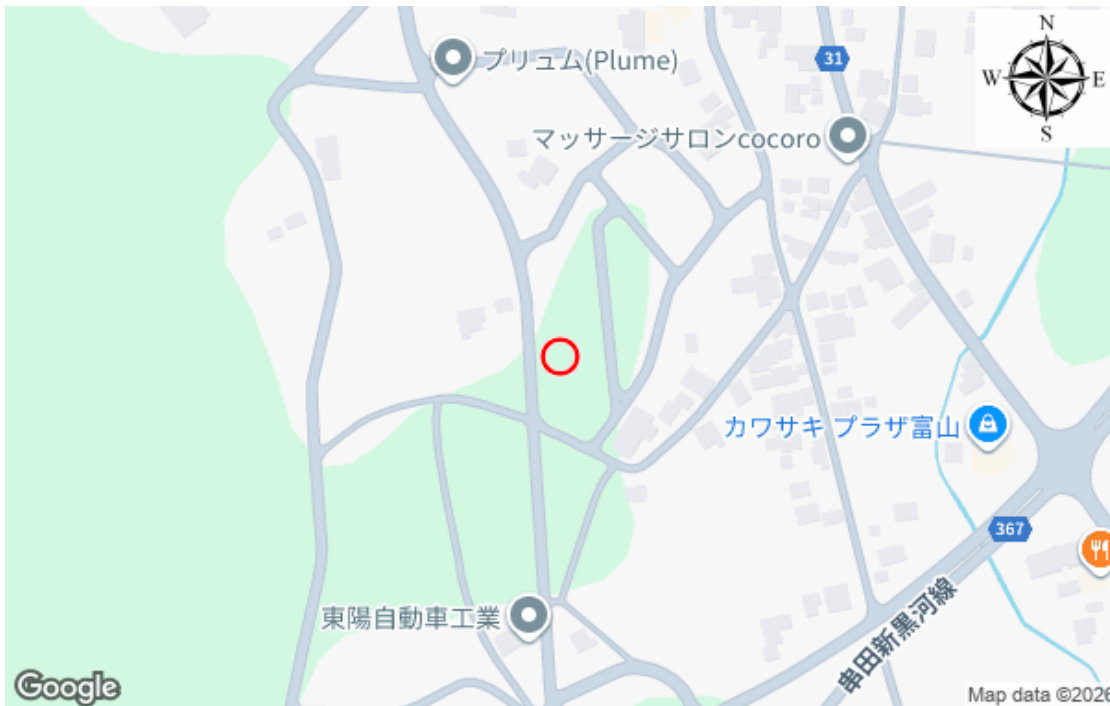 プリュム(Plume)
31
N
W E
S
マッサージサロンcocoro
カワサキ プラザ富山
367
東陽自動車工業
串田新黒河線
Google
Map data ©2026